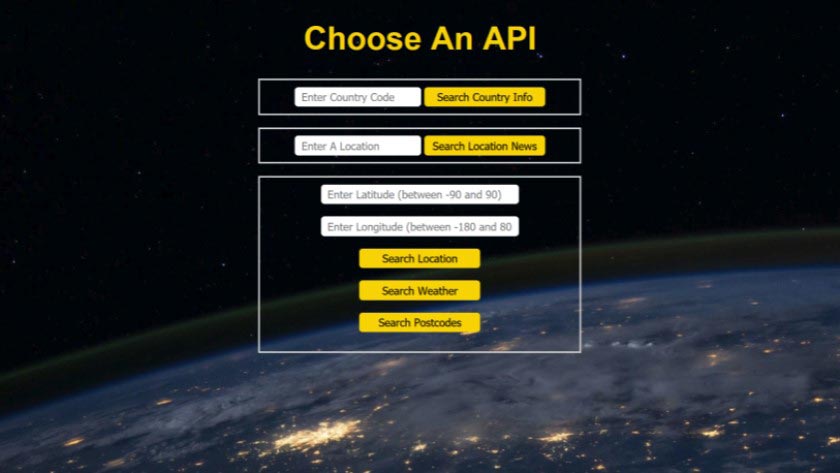 Choose An API
Enter Country Code Search Country Info
Enter A Location Search Location News
Enter Latitude (between -90 and 90)
Enter Longitude (between -180 and 80
Search Location
Search Weather
Search Postcodes